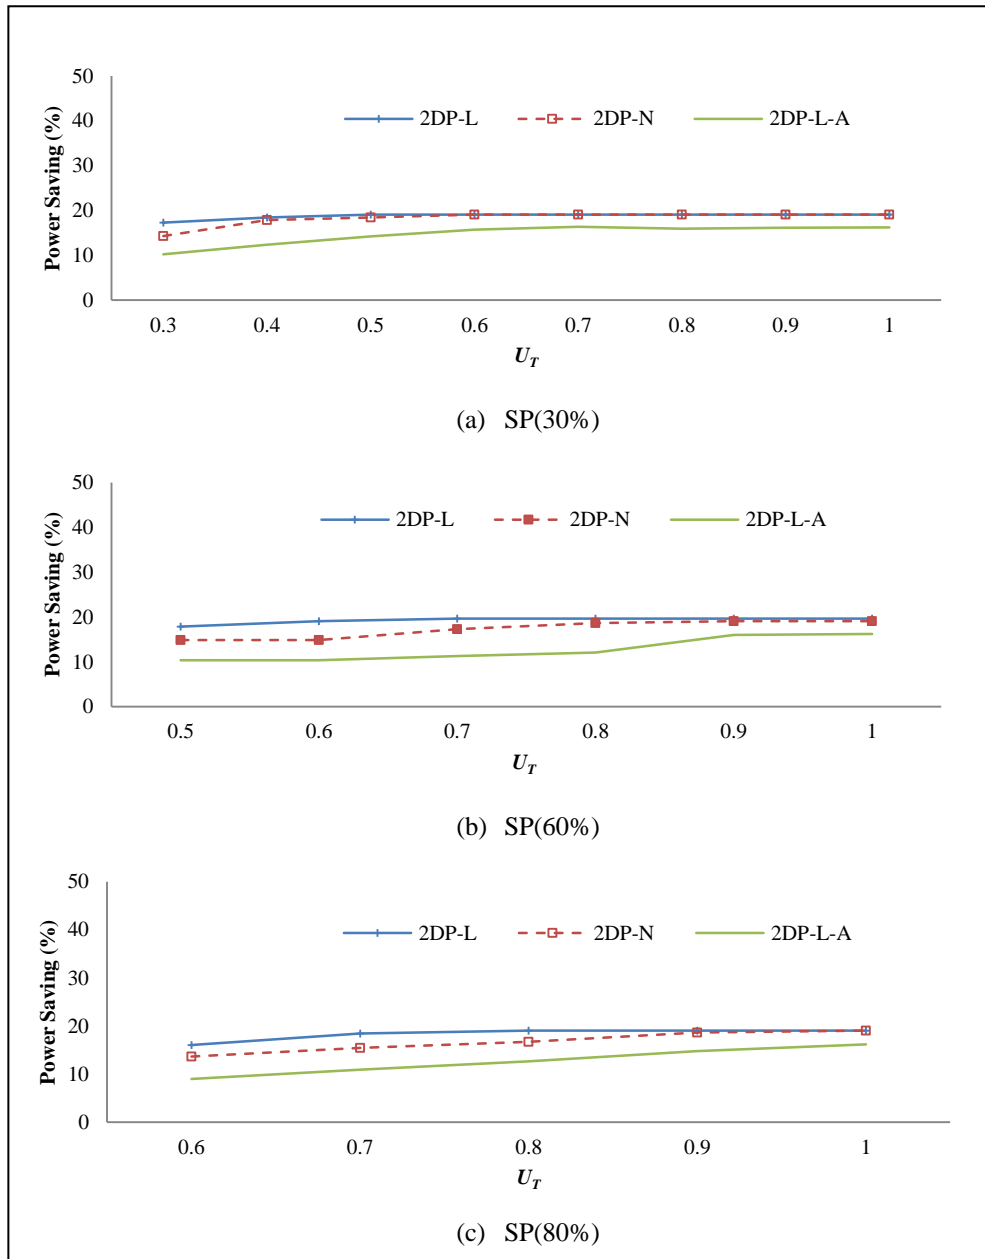 50
40
30
20
10
0
Power Saving (%)
2DP-L 2DP-N 2DP-L-A
0.3 0.4 0.5 0.6 0.7 0.8 0.9 1
U_T
(a) SP(30%)
50
40
30
20
10
0
Power Saving (%)
2DP-L 2DP-N 2DP-L-A
0.5 0.6 0.7 0.8 0.9 1
U_T
(b) SP(60%)
50
40
30
20
10
0
Power Saving (%)
2DP-L 2DP-N 2DP-L-A
0.6 0.7 0.8 0.9 1
U_T
(c) SP(80%)